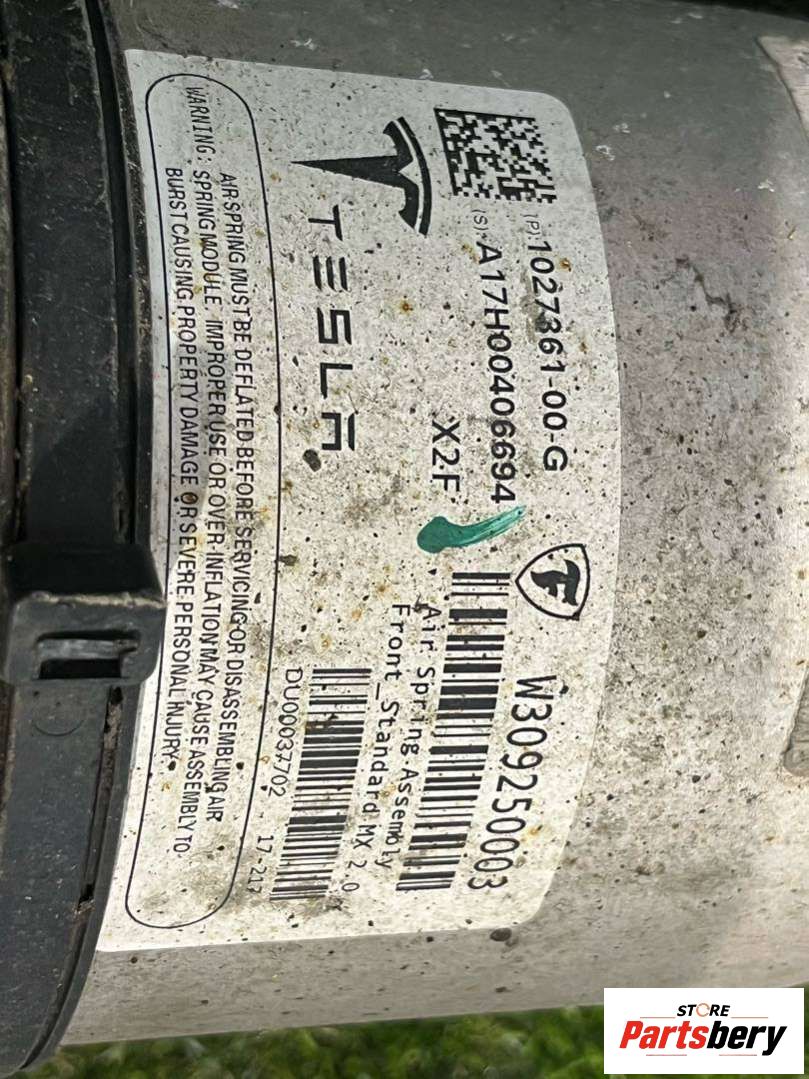 (P):1027361-00-G
(S):A17H00406694
X2F
TESLA
W309250003
Air Spring Assembly
Front_Standard MX 2.0
DU00037702
17-217
AIR SPRING MUST BE DEFLATED BEFORE SERVICING OR DISASSEMBLING AIR
WARNING: SPRING MODULE. IMPROPER USE OR OVER-INFLATION MAY CAUSE ASSEMBLY TO
BURST CAUSING PROPERTY DAMAGE OR SEVERE PERSONAL INJURY.
STORE
Partsbery